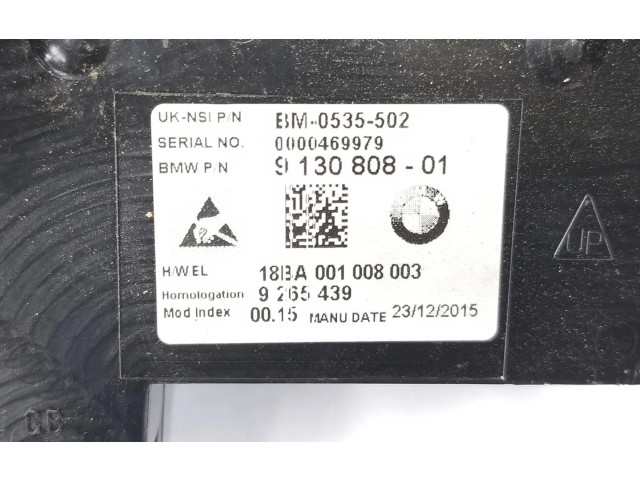 UK-NSI P/N BM-0535-502
SERIAL NO. 0000469979
BMW P/N 9 130 808 - 01
H/W EL 18BA 001 008 003
Homologation 9 265 439
Mod Index 00.15 MANU DATE 23/12/2015
UP